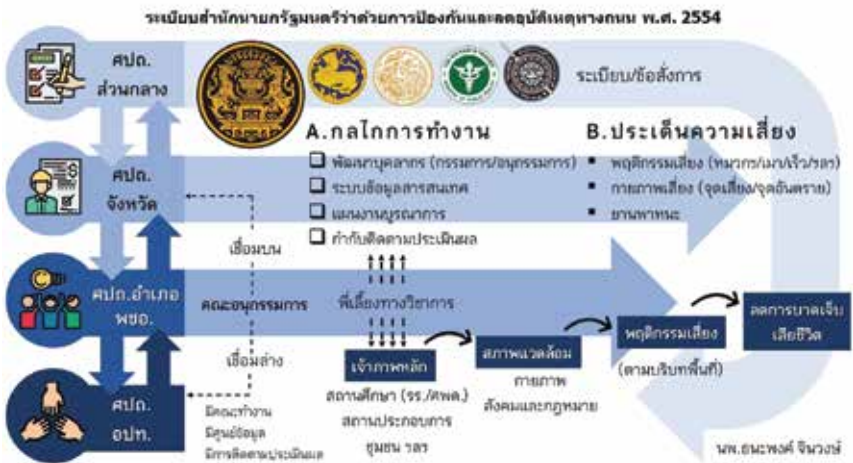 ระเบียบสำนักนายกรัฐมนตรีว่าด้วยการป้องกันและลดอุบัติเหตุทางถนน พ.ศ. 2554
ศปถ.
ส่วนกลาง
ระเบียบ/ข้อสั่งการ
A.กลไกการทำงาน
พัฒนาบุคลากร (กรรมการ/อนุกรรมการ)
ระบบข้อมูลสารสนเทศ
แผนงานบูรณาการ
กำกับติดตามประเมินผล
B.ประเด็นความเสี่ยง
พฤติกรรมเสี่ยง (หมวกฯ/เมา/เร็ว/ฯลฯ)
กายภาพเสี่ยง (จุดเสี่ยง/จุดอันตราย)
ยานพาหนะ
ศปถ.
จังหวัด
เชื่อมบน
ศปถ.อำเภอ
พชอ.
คณะอนุกรรมการ
พี่เลี้ยงทางวิชาการ
เชื่อมล่าง
เจ้าภาพหลัก
สถานศึกษา (รร./ศพด.)
สถานประกอบการ
ชุมชน ฯลฯ
สภาพแวดล้อม
กายภาพ
สังคมและกฎหมาย
พฤติกรรมเสี่ยง
(ตามบริบทพื้นที่)
ลดการบาดเจ็บ
เสียชีวิต
ศปถ.
อปท.
มีคณะทำงาน
มีศูนย์ข้อมูล
มีการติดตามประเมินผล
นพ.ธนะพงศ์ จินวงษ์